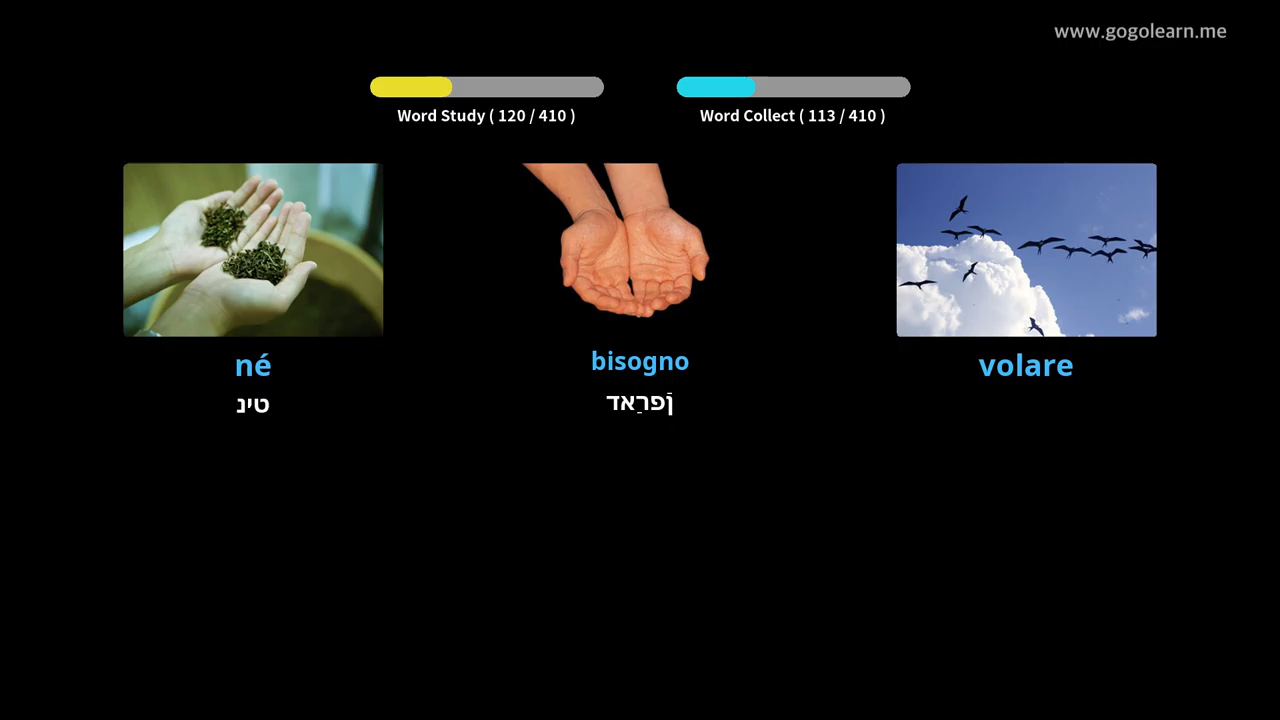 www.gogolearn.me
Word Study ( 120 / 410 )
Word Collect ( 113 / 410 )
né
bisogno
volare
טינ
ןֿפרַאד